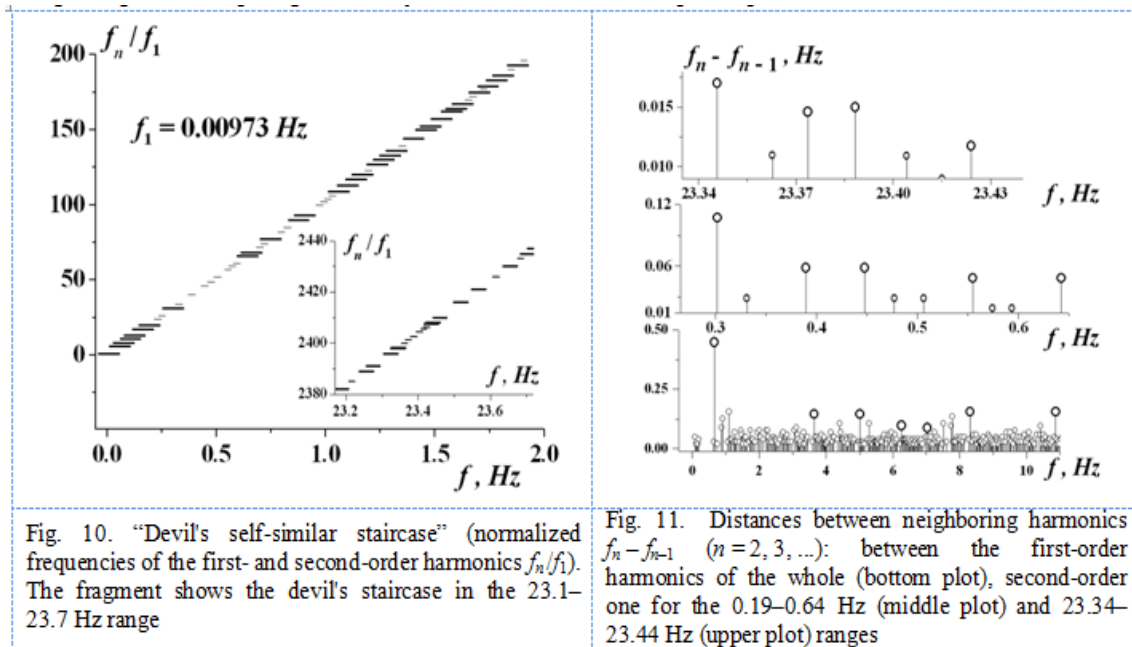 f_n / f_1
200
150
100
50
0
f_1 = 0.00973 Hz
0.0 0.5 1.0 1.5 2.0
f , Hz
f_n / f_1
2440
2420
2400
2380
23.2 23.4 23.6
f , Hz
Fig. 10. “Devil's self-similar staircase” (normalized
frequencies of the first- and second-order harmonics f_n/f_1).
The fragment shows the devil's staircase in the 23.1–
23.7 Hz range
f_n - f_{n-1} , Hz
0.015
0.010
23.34 23.37 23.40 23.43
f , Hz
0.12
0.06
0.01
0.3 0.4 0.5 0.6
f , Hz
0.50
0.25
0.00
0 2 4 6 8 10
f , Hz
Fig. 11. Distances between neighboring harmonics
f_n – f_{n-1} (n = 2, 3, ...): between the first-order
harmonics of the whole (bottom plot), second-order
one for the 0.19–0.64 Hz (middle plot) and 23.34–
23.44 Hz (upper plot) ranges